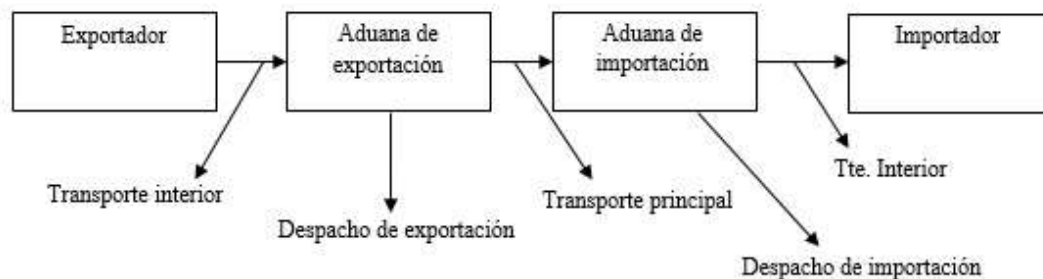 Exportador
Aduana de
exportación
Aduana de
importación
Importador
Transporte interior
Despacho de exportación
Transporte principal
Tte. Interior
Despacho de importación